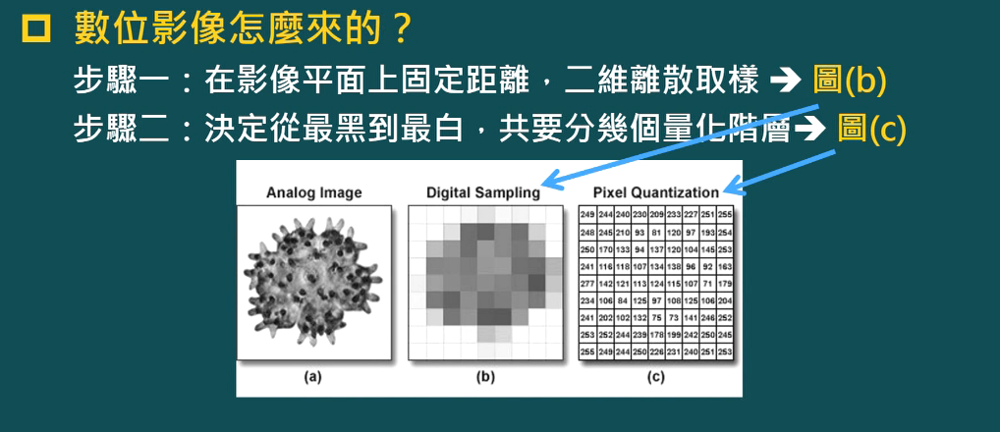 數位影像怎麼來的？
步驟一：在影像平面上固定距離，二維離散取樣 ➔ 圖(b)
步驟二：決定從最黑到最白，共要分幾個量化階層➔ 圖(c)
Analog Image Digital Sampling Pixel Quantization
249 244 240 230 209 233 227 251 255
248 245 210 93 81 120 97 193 254
250 170 133 94 137 120 104 145 253
241 116 118 107 134 138 96 92 163
277 142 121 113 124 115 107 71 179
234 106 84 125 97 108 125 106 204
241 202 102 132 75 73 141 246 252
253 252 244 239 178 199 242 250 245
255 249 244 250 226 231 240 251 253
(a) (b) (c)